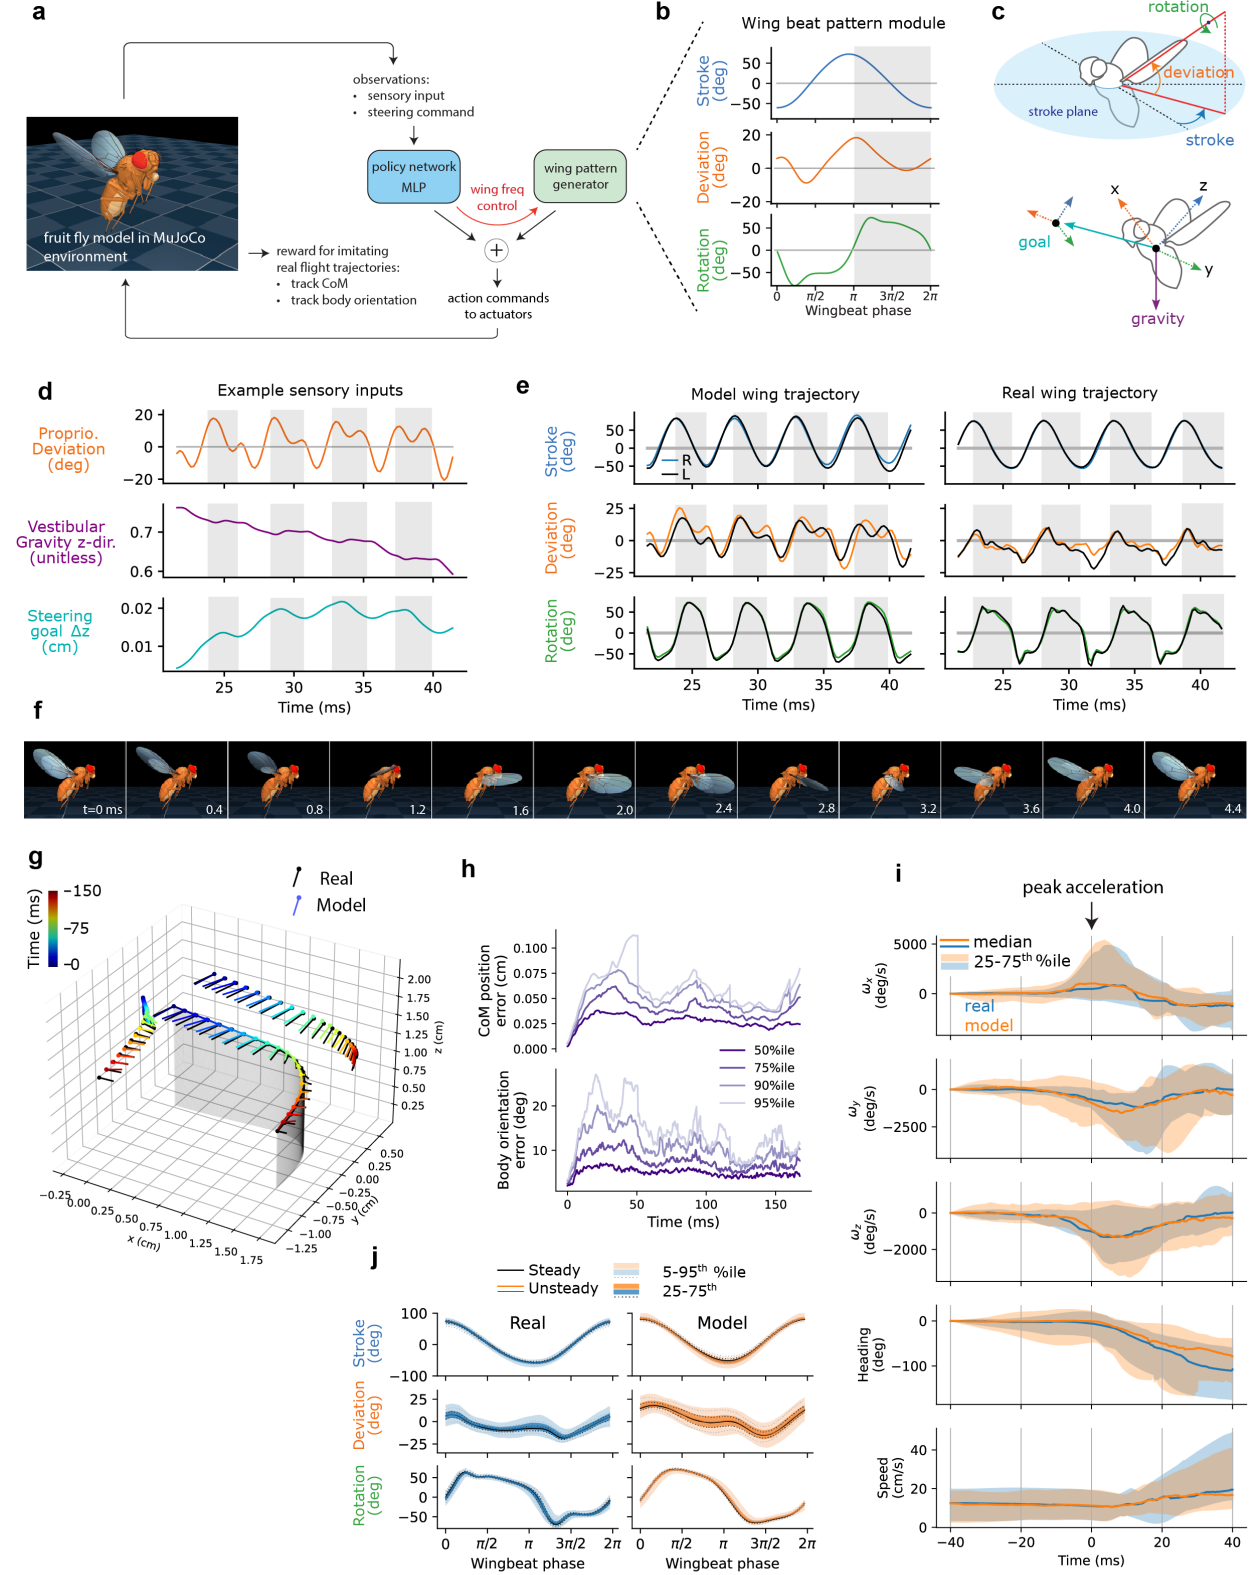 a
observations:
• sensory input
• steering command
policy network
MLP
wing freq
control
wing pattern
generator
+
action commands
to actuators
fruit fly model in MuJoCo
environment
reward for imitating
real flight trajectories:
• track CoM
• track body orientation
b
Wing beat pattern module
Stroke
(deg)
50
0
−50
Deviation
(deg)
20
0
−20
Rotation
(deg)
50
0
−50
0 π/2 π 3π/2 2π
Wingbeat phase
c
rotation
deviation
stroke plane
stroke
x
z
goal
y
gravity
d
Example sensory inputs
Proprio.
Deviation
(deg)
20
0
−20
Vestibular
Gravity z-dir.
(unitless)
0.7
0.6
Steering
goal Δz
(cm)
0.02
0.01
25 30 35 40
Time (ms)
e
Model wing trajectory
Real wing trajectory
Stroke
(deg)
50
0
−50
R
L
Deviation
(deg)
25
0
−25
Rotation
(deg)
50
0
−50
25 30 35 40
Time (ms)
25 30 35 40
Time (ms)
f
t=0 ms 0.4 0.8 1.2 1.6 2.0 2.4 2.8 3.2 3.6 4.0 4.4
g
Time (ms)
150
75
0
Real
Model
2.00
1.75
1.50
1.25
1.00
0.75
0.50
0.25
z (cm)
0.50
0.25
0.00
−0.25
−0.50
−0.75
−1.00
−1.25
y (cm)
−0.25 0.00 0.25 0.50 0.75 1.00 1.25 1.50 1.75
x (cm)
h
CoM position
error (cm)
0.100
0.075
0.050
0.025
0.000
50%ile
75%ile
90%ile
95%ile
Body orientation
error (deg)
20
10
0 50 100 150
Time (ms)
i
peak acceleration
median
25-75th %ile
real
model
5000
0
ωx
(deg/s)
0
−2500
ωy
(deg/s)
0
−2000
ωz
(deg/s)
0
−100
Heading
(deg)
40
20
0
Speed
(cm/s)
−40 −20 0 20 40
Time (ms)
j
Steady
Unsteady
5-95th %ile
25-75th
Real
Model
Stroke
(deg)
100
0
−100
Deviation
(deg)
25
0
−25
Rotation
(deg)
50
0
−50
0 π/2 π 3π/2 2π
Wingbeat phase
0 π/2 π 3π/2 2π
Wingbeat phase